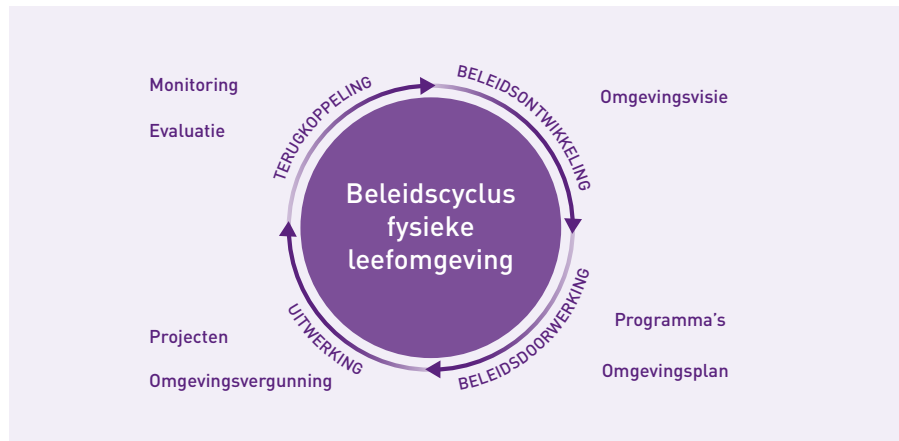 Monitoring
Evaluatie
TERUGKOPPELING
BELEIDSONTWIKKELING
Omgevingsvisie
Beleidscyclus
fysieke
leefomgeving
Projecten
Omgevingsvergunning
UITWERKING
BELEIDSDOORWERKING
Programma's
Omgevingsplan